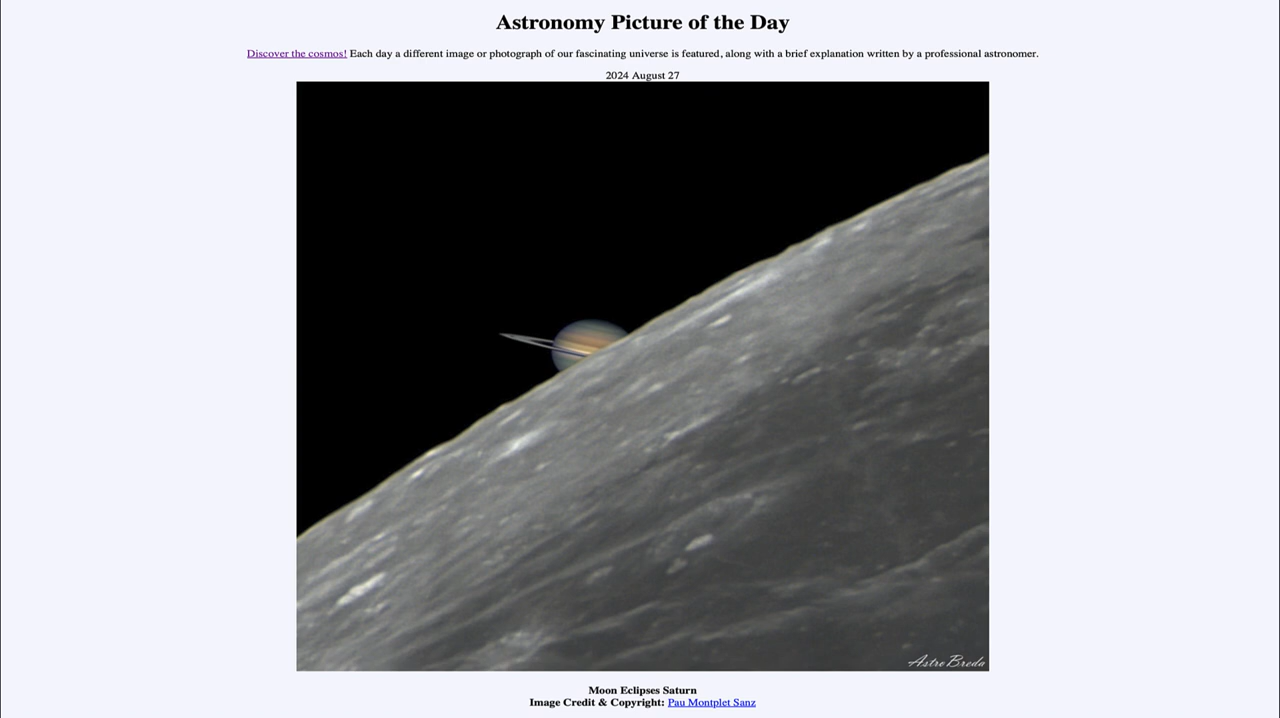 Astronomy Picture of the Day
Discover the cosmos! Each day a different image or photograph of our fascinating universe is featured, along with a brief explanation written by a professional astronomer.
2024 August 27
AstroBreda
Moon Eclipses Saturn
Image Credit & Copyright: Pau Montplet Sanz